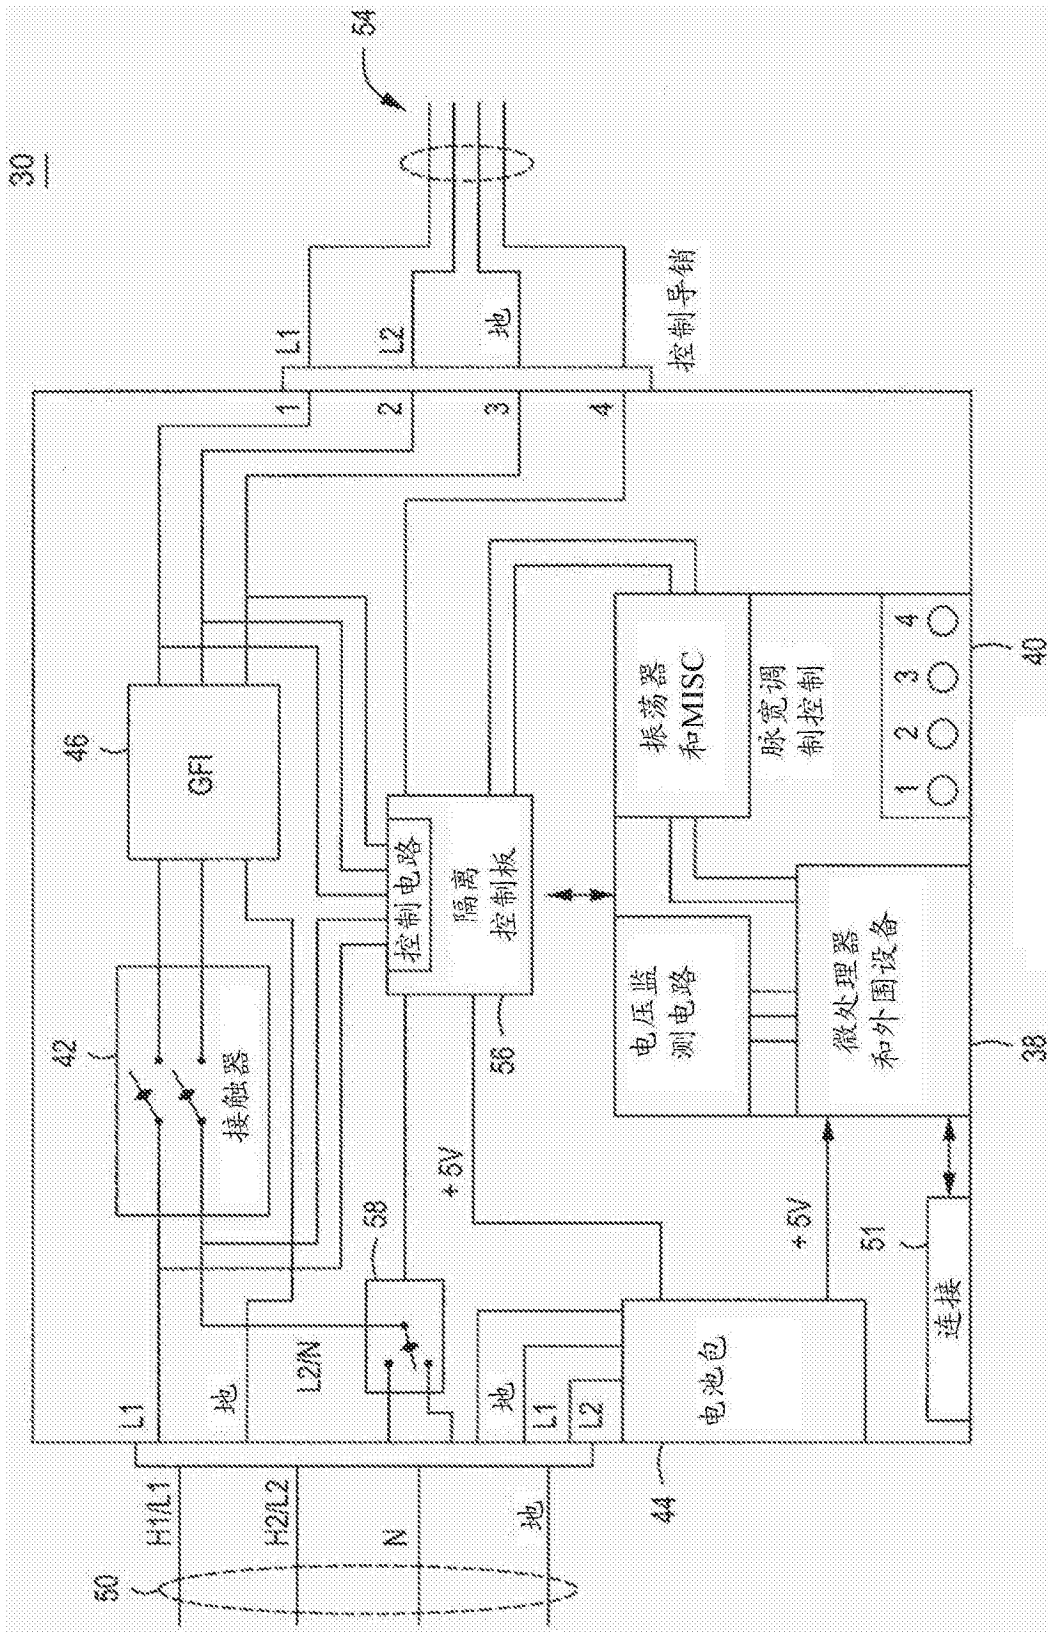 30
50
H1/L1
H2/L2
N
地
L1
地
L2/N
地
L1
L2
44
电池包
58
42
接触器
46
GFI
控制电路
隔离
控制板
56
+5V
+5V
51
连接
电压监
测电路
微处理器
和外围设备
38
振荡器
和MISC
脉宽调
制控制
1
2
3
4
40
1
2
3
4
L1
L2
地
控制导销
54